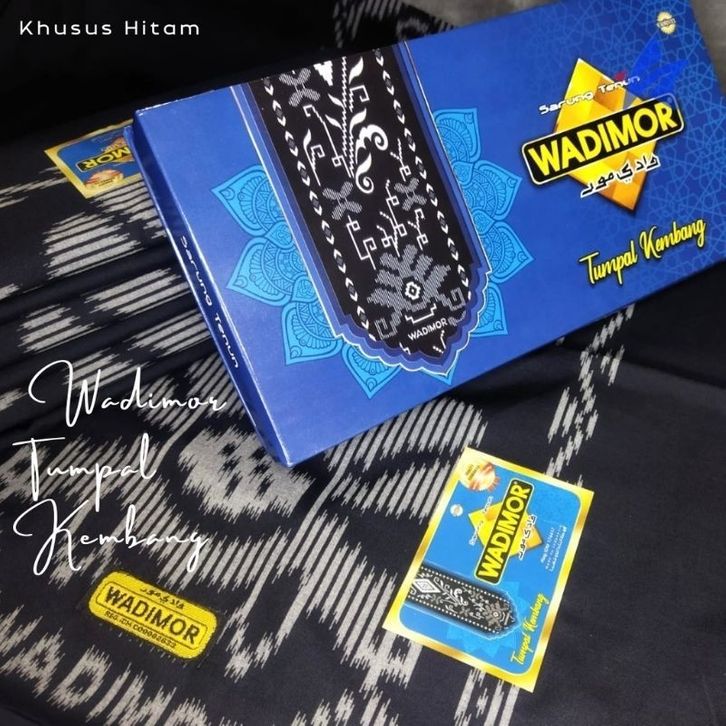 Khusus Hitam
WADIMOR
Sarung Tenun
WADIMOR
وادي مور
Tumpal Kembang
WADIMOR
Sarung Tenun
Wadimor
Tumpal
Kembang
WADIMOR
وادي مور
Tumpal Kembang
وادي مور
WADIMOR
WADIMOR